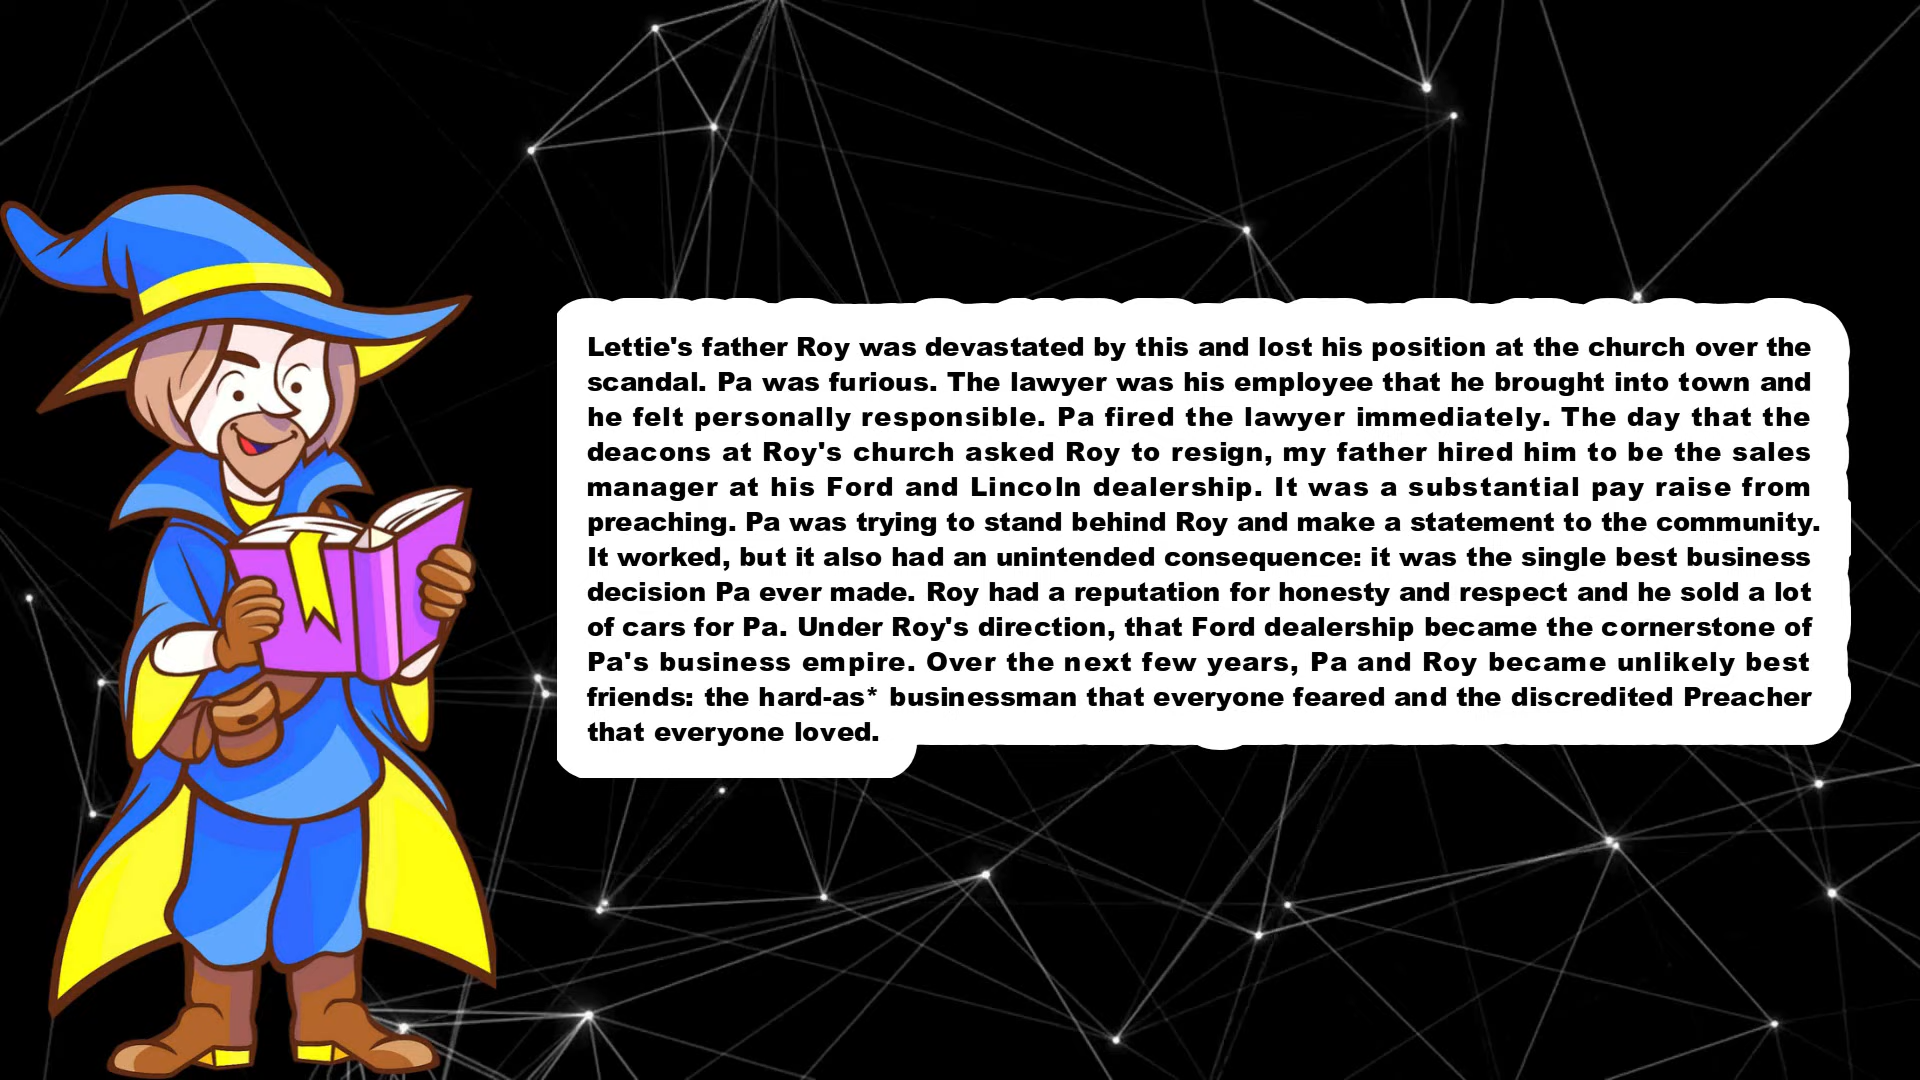 Lettie's father Roy was devastated by this and lost his position at the church over the
scandal. Pa was furious. The lawyer was his employee that he brought into town and
he felt personally responsible. Pa fired the lawyer immediately. The day that the
deacons at Roy's church asked Roy to resign, my father hired him to be the sales
manager at his Ford and Lincoln dealership. It was a substantial pay raise from
preaching. Pa was trying to stand behind Roy and make a statement to the community.
It worked, but it also had an unintended consequence: it was the single best business
decision Pa ever made. Roy had a reputation for honesty and respect and he sold a lot
of cars for Pa. Under Roy's direction, that Ford dealership became the cornerstone of
Pa's business empire. Over the next few years, Pa and Roy became unlikely best
friends: the hard-as* businessman that everyone feared and the discredited Preacher
that everyone loved.